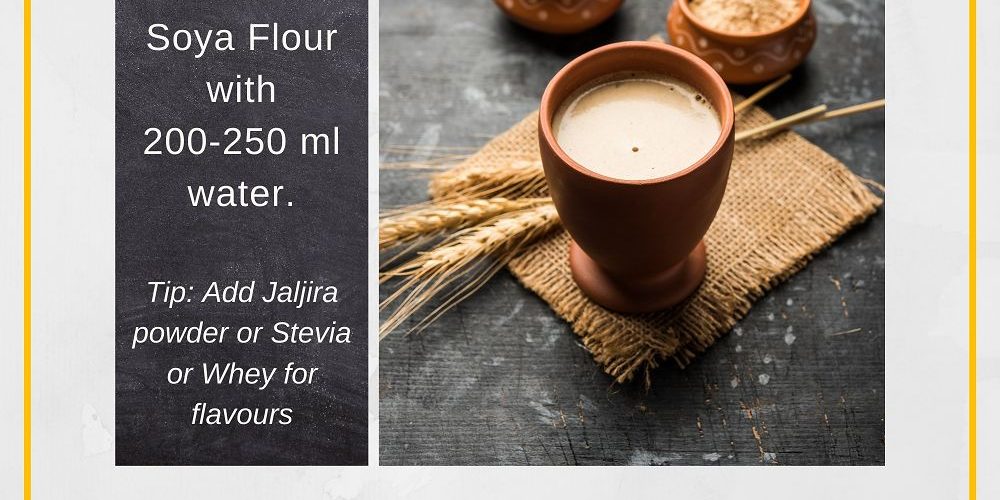 Soya Flour
with
200-250 ml
water.
Tip: Add Jaljira
powder or Stevia
or Whey for
flavours